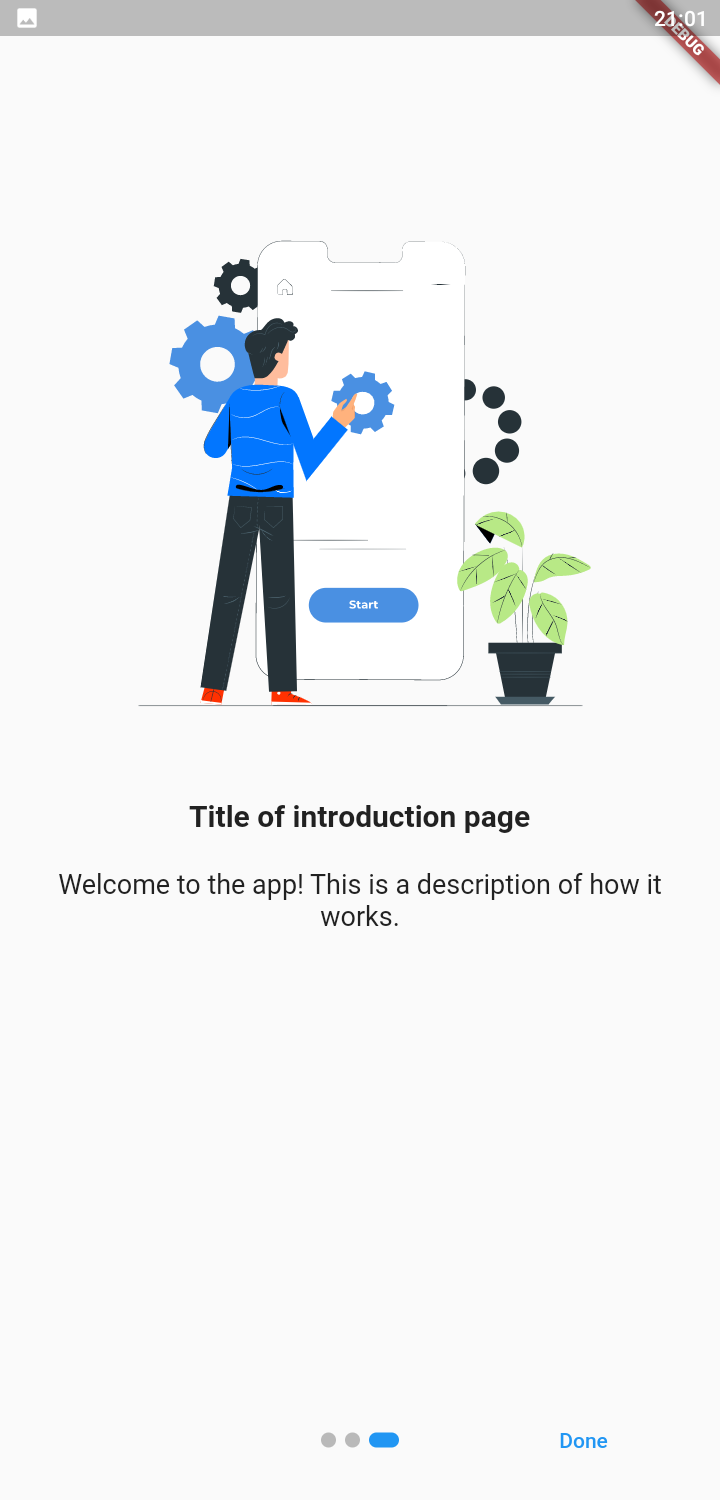 21:01
DEBUG
Start
Title of introduction page
Welcome to the app! This is a description of how it
works.
Done